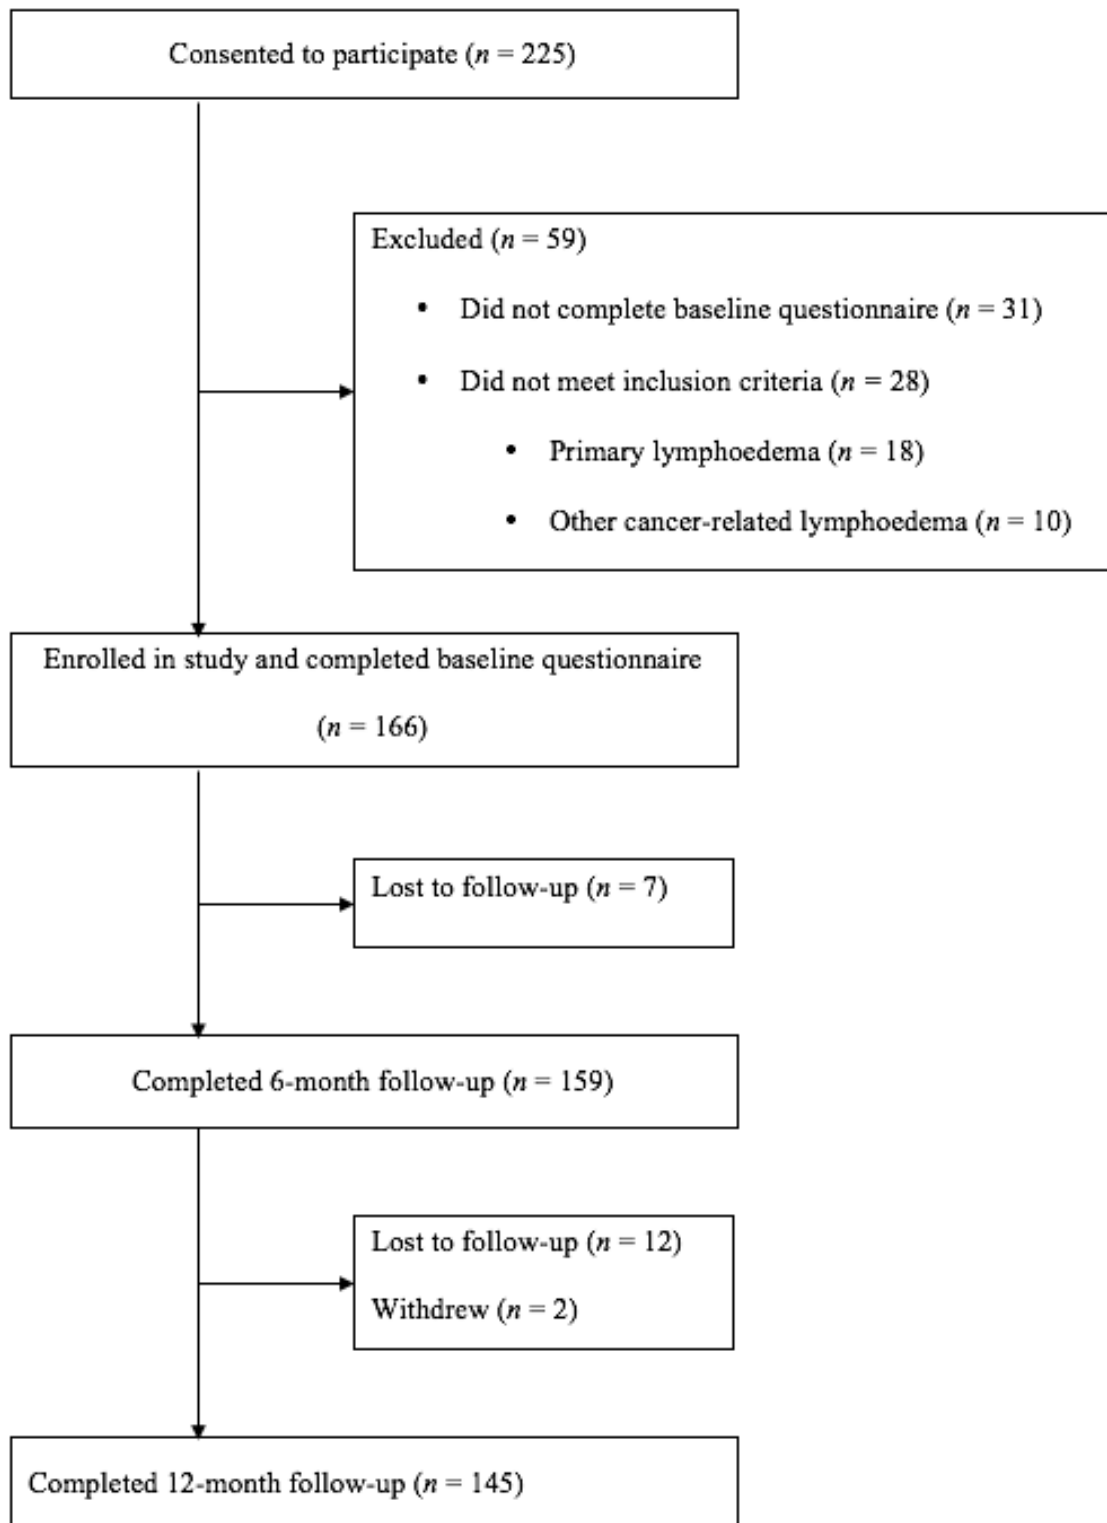 Consented to participate (n = 225)
Excluded (n = 59)
• Did not complete baseline questionnaire (n = 31)
• Did not meet inclusion criteria (n = 28)
• Primary lymphoedema (n = 18)
• Other cancer-related lymphoedema (n = 10)
Enrolled in study and completed baseline questionnaire
(n = 166)
Lost to follow-up (n = 7)
Completed 6-month follow-up (n = 159)
Lost to follow-up (n = 12)
Withdrew (n = 2)
Completed 12-month follow-up (n = 145)